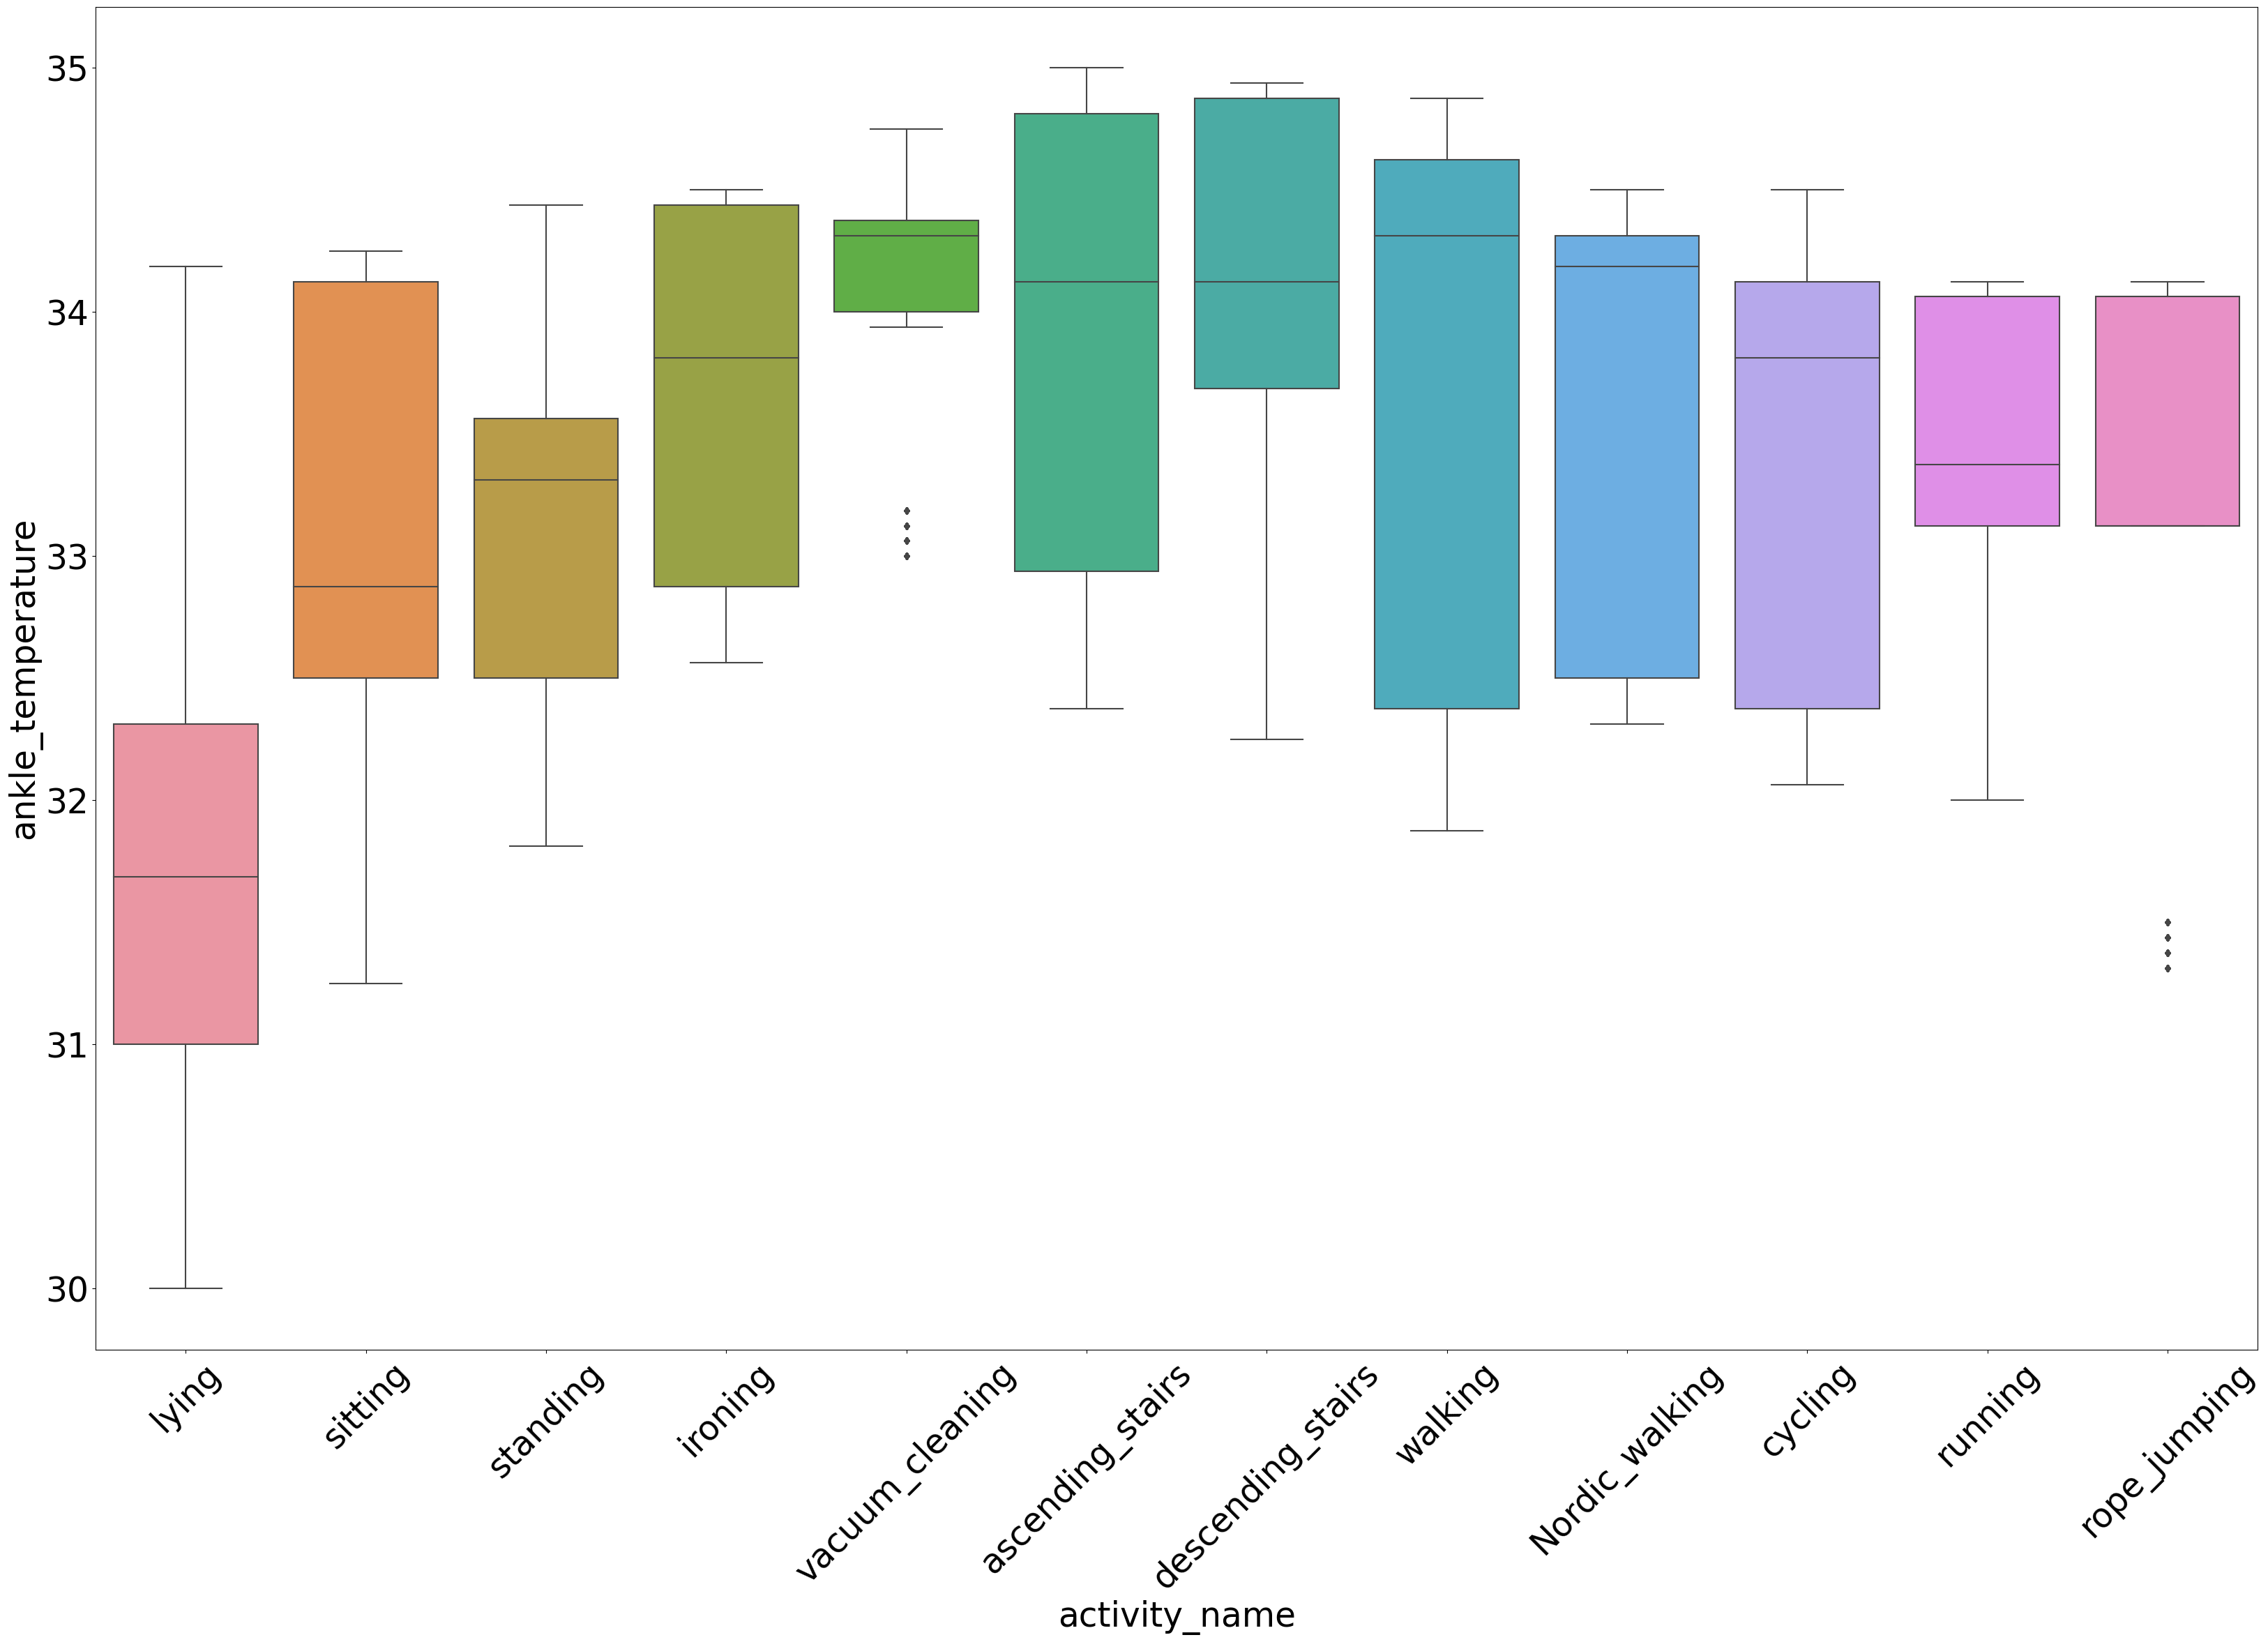 ankle_temperature
35
34
33
32
31
30
lying
sitting
standing
ironing
vacuum_cleaning
ascending_stairs
descending_stairs
walking
Nordic_walking
cycling
running
rope_jumping
activity_name